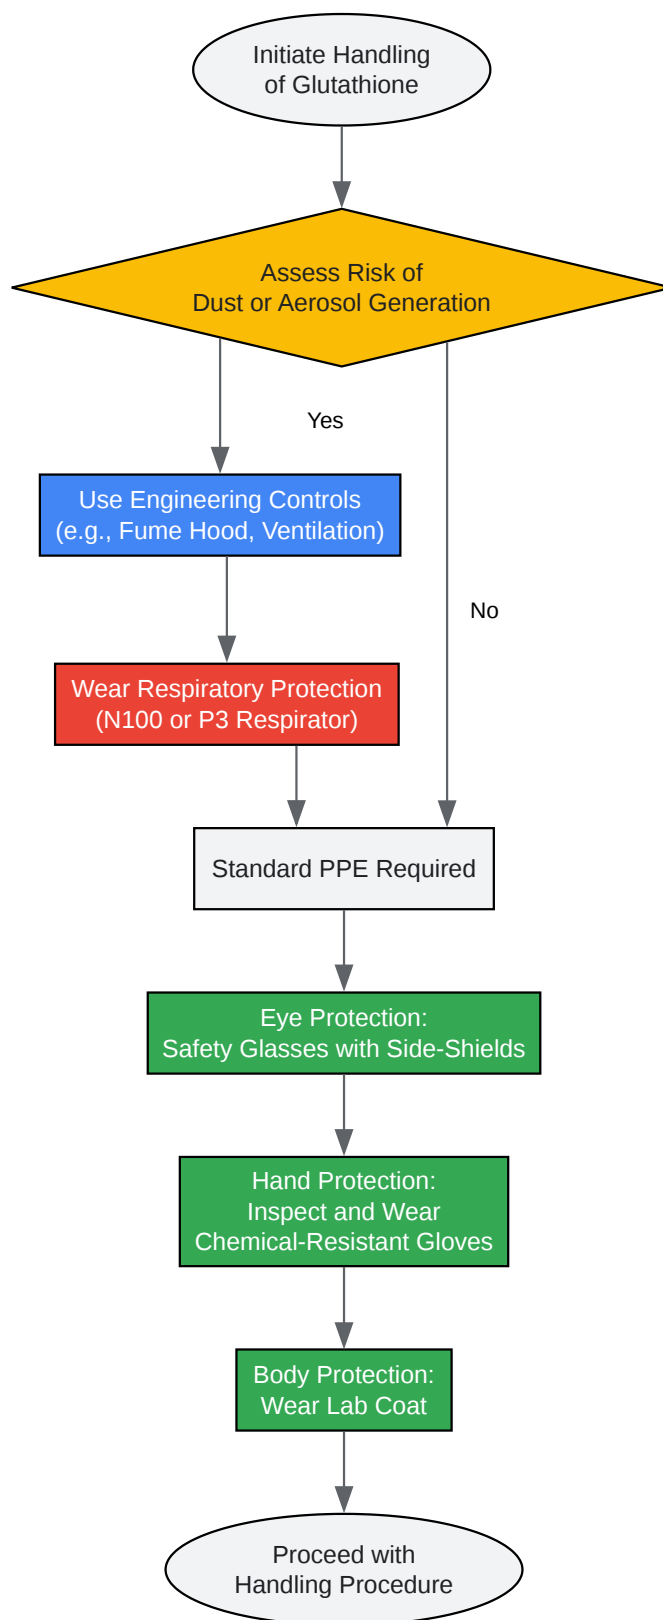 Initiate Handling
of Glutathione
Assess Risk of
Dust or Aerosol Generation
Yes
Use Engineering Controls
(e.g., Fume Hood, Ventilation)
No
Wear Respiratory Protection
(N100 or P3 Respirator)
Standard PPE Required
Eye Protection:
Safety Glasses with Side-Shields
Hand Protection:
Inspect and Wear
Chemical-Resistant Gloves
Body Protection:
Wear Lab Coat
Proceed with
Handling Procedure